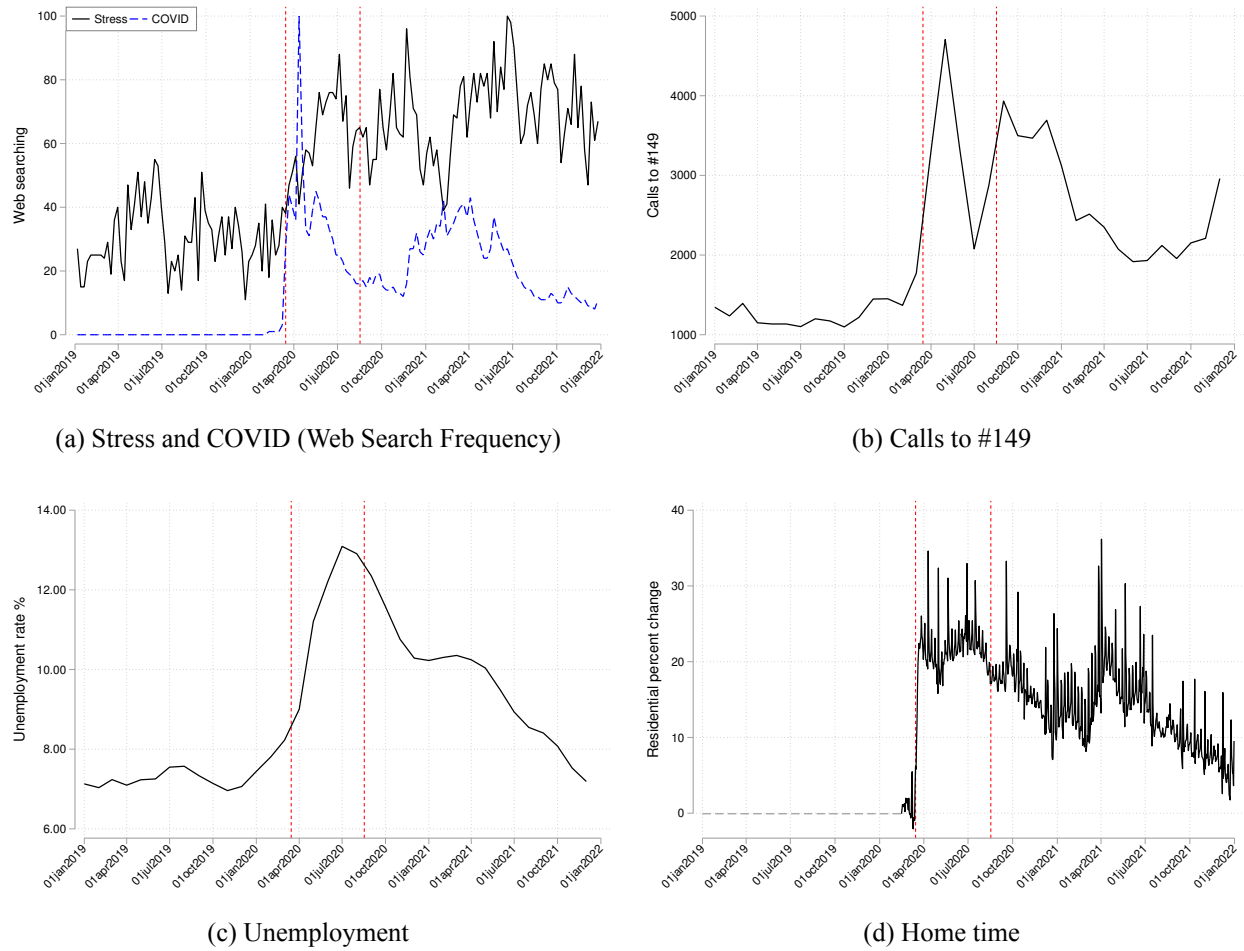 Stress COVID
100
80
60
40
20
0
Web searching
01jan2019 01apr2019 01jul2019 01oct2019 01jan2020 01apr2020 01jul2020 01oct2020 01jan2021 01apr2021 01jul2021 01oct2021 01jan2022
(a) Stress and COVID (Web Search Frequency)
5000
4000
3000
2000
1000
Calls to #149
01jan2019 01apr2019 01jul2019 01oct2019 01jan2020 01apr2020 01jul2020 01oct2020 01jan2021 01apr2021 01jul2021 01oct2021 01jan2022
(b) Calls to #149
14.00
12.00
10.00
8.00
6.00
Unemployment rate %
01jan2019 01apr2019 01jul2019 01oct2019 01jan2020 01apr2020 01jul2020 01oct2020 01jan2021 01apr2021 01jul2021 01oct2021 01jan2022
(c) Unemployment
40
30
20
10
0
Residential percent change
01jan2019 01apr2019 01jul2019 01oct2019 01jan2020 01apr2020 01jul2020 01oct2020 01jan2021 01apr2021 01jul2021 01oct2021 01jan2022
(d) Home time